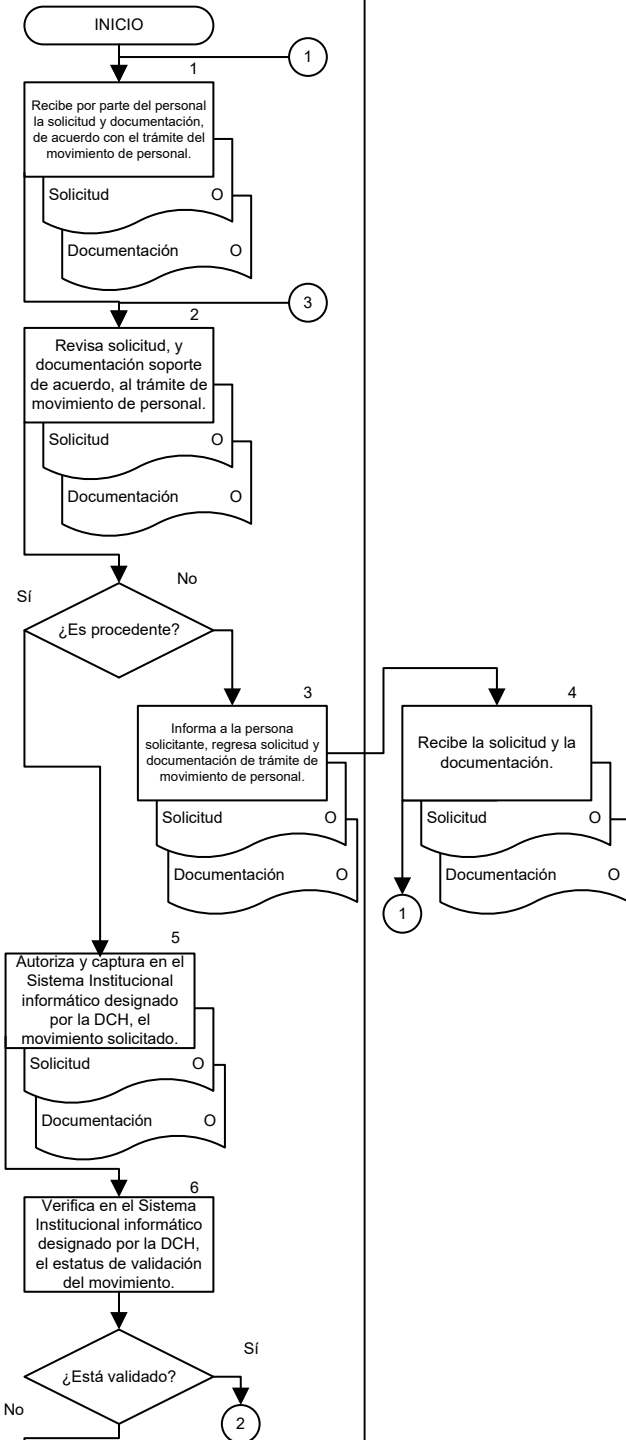 INICIO
1
1
Recibe por parte del personal
la solicitud y documentación,
de acuerdo con el trámite del
movimiento de personal.
Solicitud O
Documentación O
3
2
Revisa solicitud, y
documentación soporte
de acuerdo, al trámite de
movimiento de personal.
Solicitud O
Documentación O
No
Sí
¿Es procedente?
3
Informa a la persona
solicitante, regresa solicitud y
documentación de trámite de
movimiento de personal.
Solicitud O
Documentación O
4
Recibe la solicitud y la
documentación.
Solicitud O
Documentación O
1
5
Autoriza y captura en el
Sistema Institucional
informático designado
por la DCH, el
movimiento solicitado.
Solicitud O
Documentación O
6
Verifica en el Sistema
Institucional informático
designado por la DCH,
el estatus de validación
del movimiento.
Sí
¿Está validado?
No
2